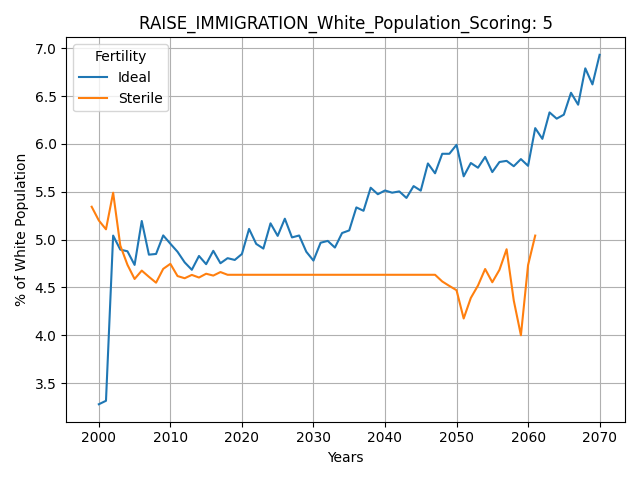 RAISE_IMMIGRATION_White_Population_Scoring: 5
Fertility
Ideal
Sterile
% of White Population
7.0
6.5
6.0
5.5
5.0
4.5
4.0
3.5
2000 2010 2020 2030 2040 2050 2060 2070
Years